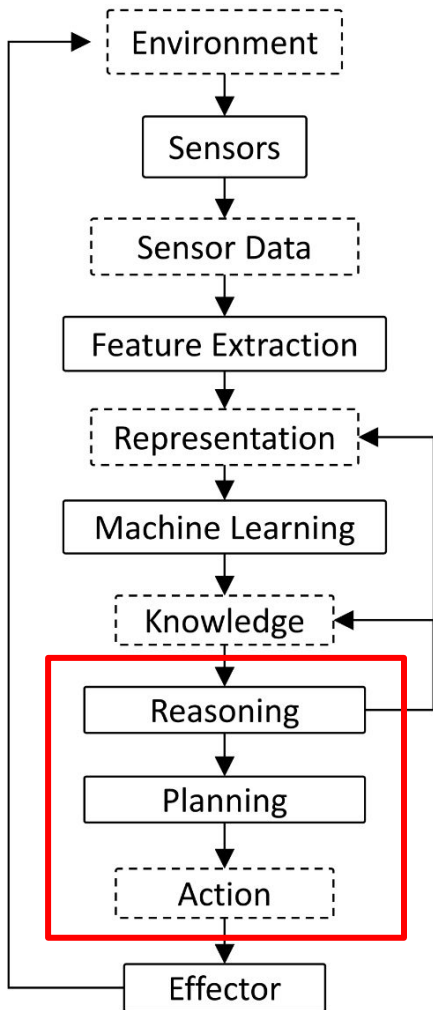 Environment
Sensors
Sensor Data
Feature Extraction
Representation
Machine Learning
Knowledge
Reasoning
Planning
Action
Effector